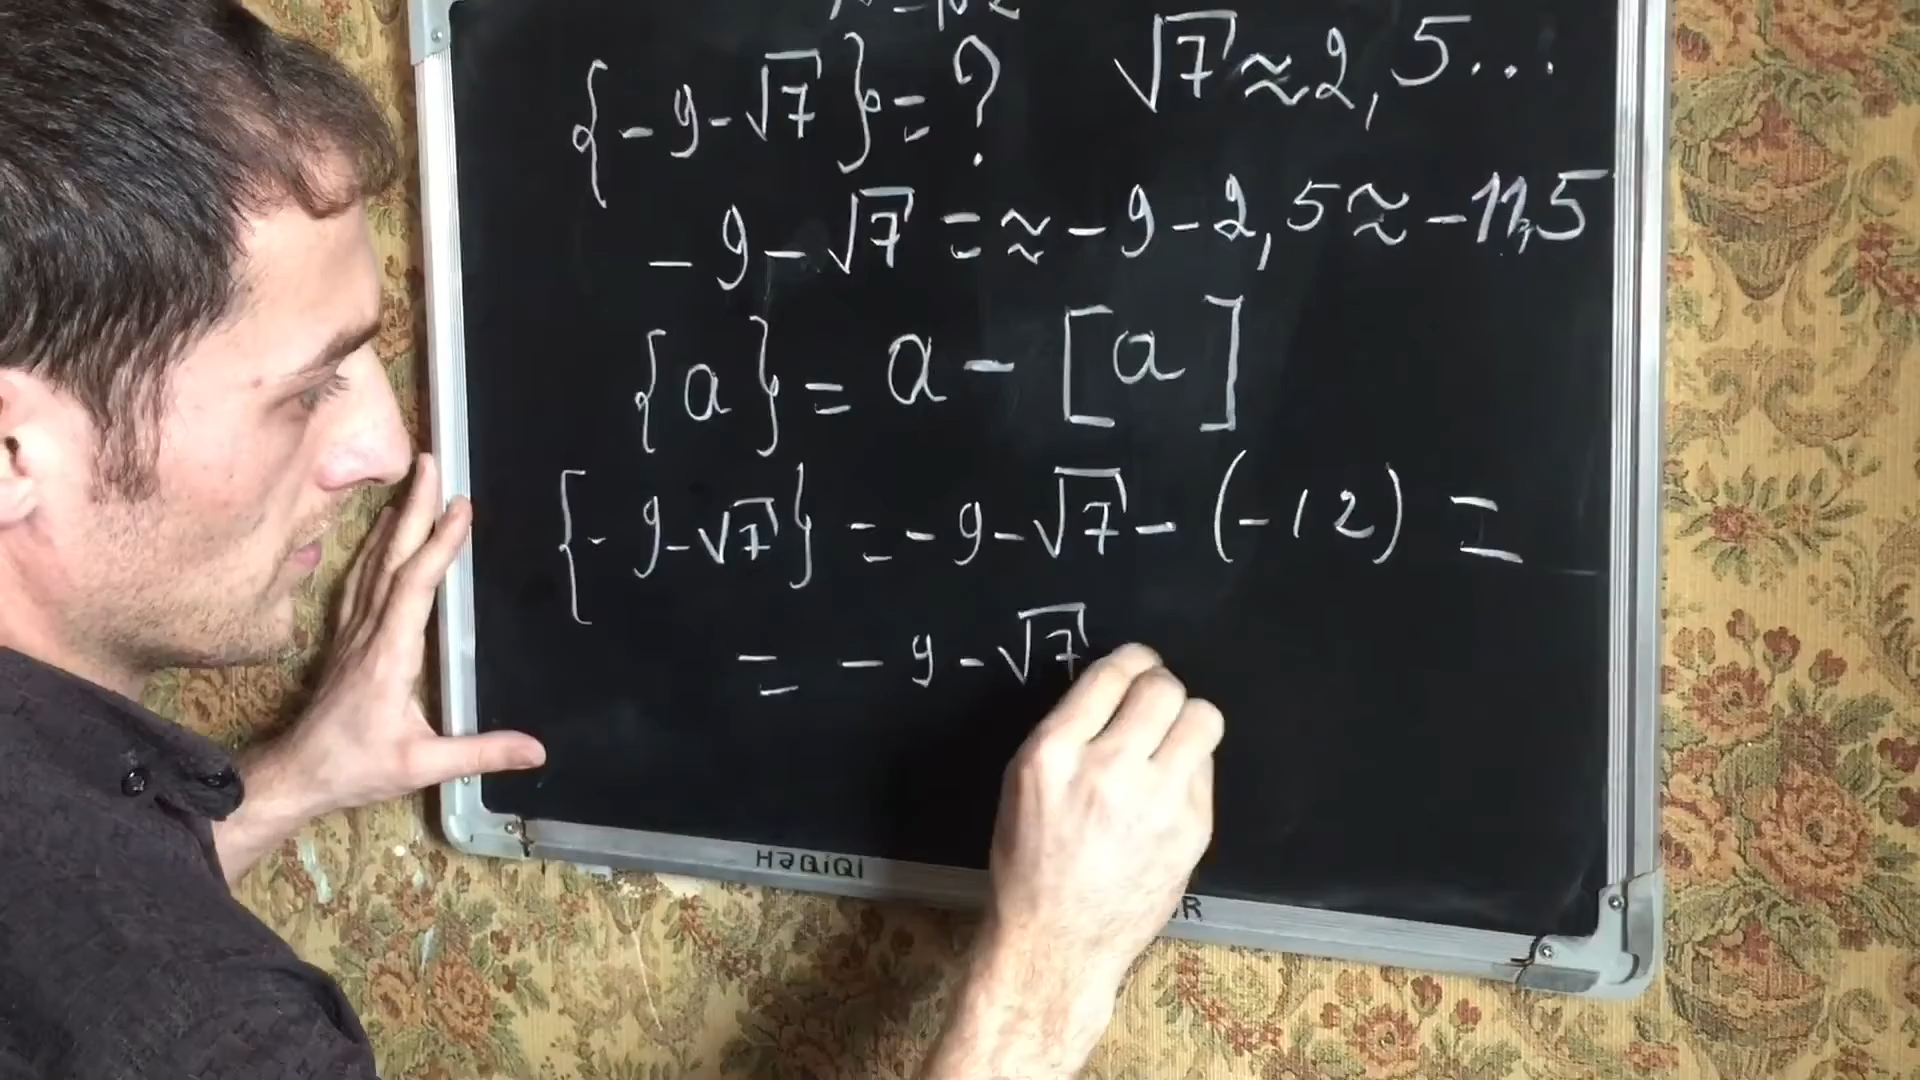 {-9-√7}=? √7≈2,5...
-9-√7=≈-9-2,5≈-11,5
{a}=a-[a]
{-9-√7}=-9-√7-(-12)=
=-9-√7
HƏQİQİ